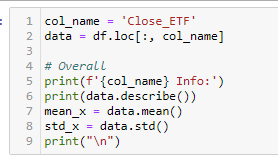 1 col_name = 'Close_ETF'
2 data = df.loc[:, col_name]
3
4 # Overall
5 print(f'{col_name} Info:')
6 print(data.describe())
7 mean_x = data.mean()
8 std_x = data.std()
9 print("\n")